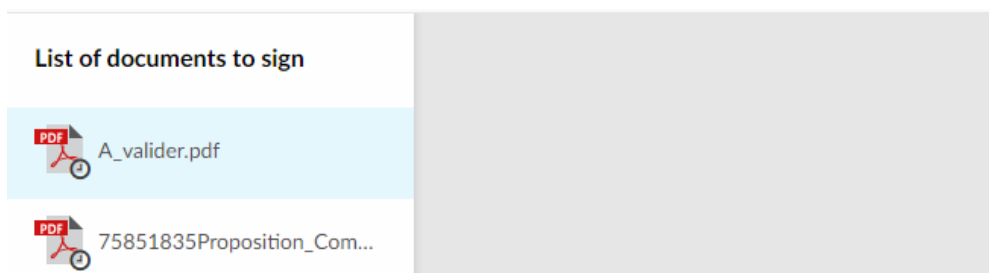 List of documents to sign
PDF
A_valider.pdf
PDF
75851835Proposition_Com...